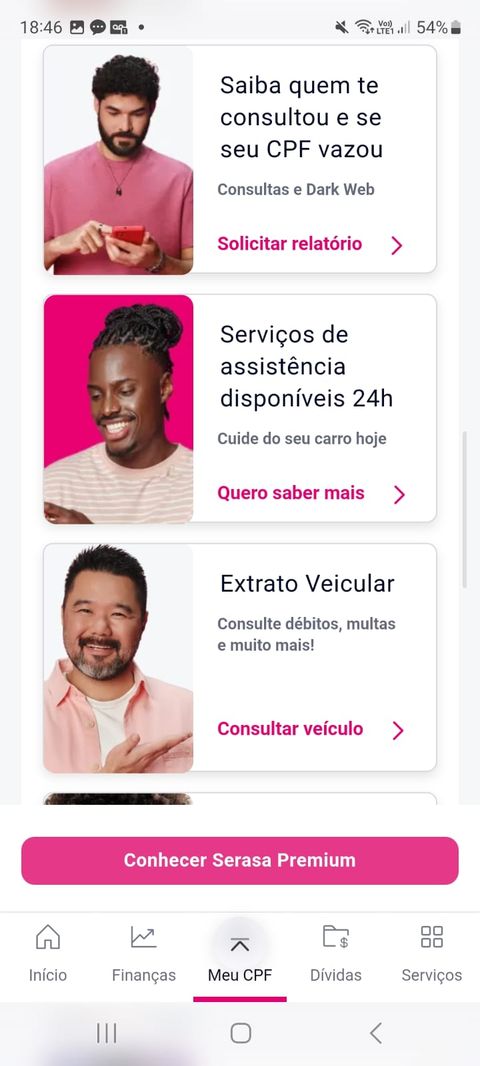 18:46 Vo)) LTE1 54%
Saiba quem te
consultou e se
seu CPF vazou
Consultas e Dark Web
Solicitar relatório
Serviços de
assistência
disponíveis 24h
Cuide do seu carro hoje
Quero saber mais
Extrato Veicular
Consulte débitos, multas
e muito mais!
Consultar veículo
Conhecer Serasa Premium
Início Finanças Meu CPF Dívidas Serviços